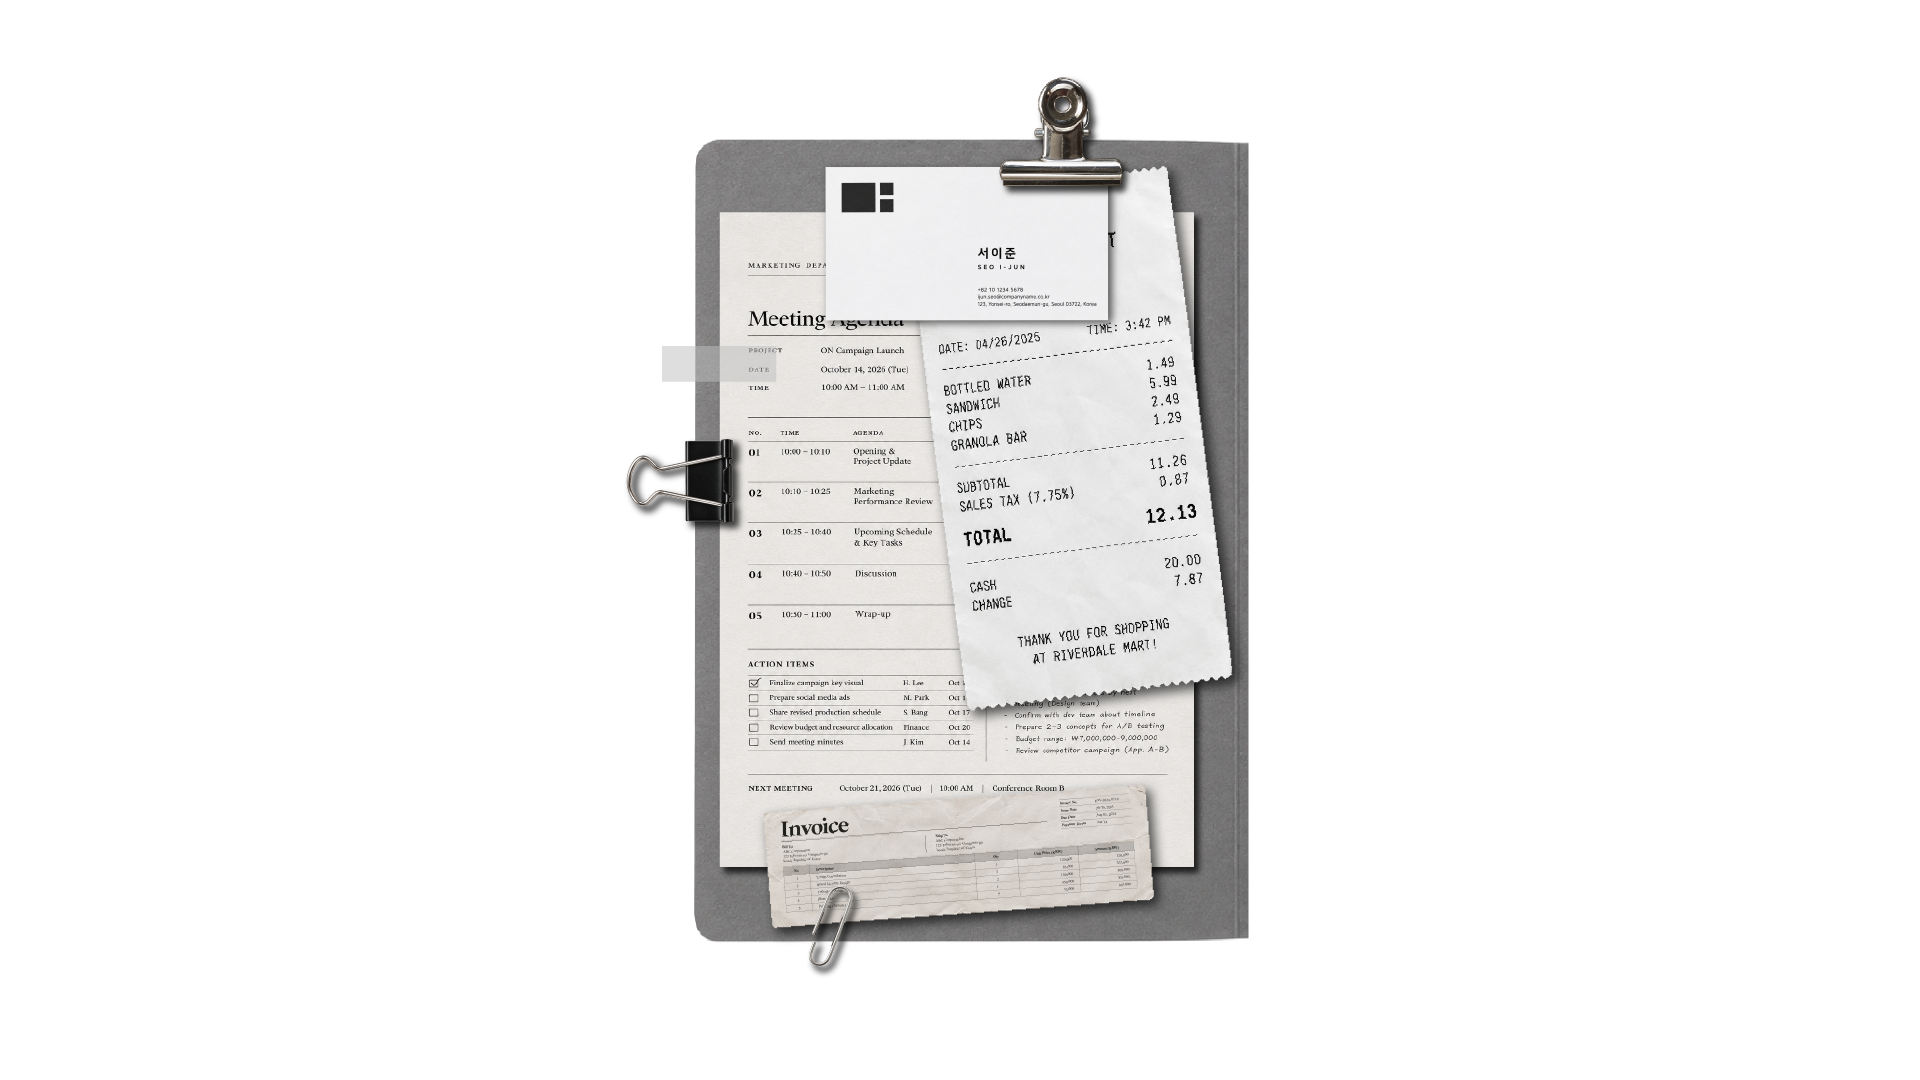 서이준
SEO I-JUN
+82 10 1234 5678
ijun.seo@companyname.co.kr
123, Yonsei-ro, Seodaemun-gu, Seoul 03722, Korea
MARKETING
Meeting Agenda
PROJECT ON Campaign Launch
DATE October 14, 2026 (Tue)
TIME 10:00 AM – 11:00 AM
NO. TIME AGENDA
01 10:00 – 10:10 Opening &
Project Update
02 10:10 – 10:25 Marketing
Performance Review
03 10:25 – 10:40 Upcoming Schedule
& Key Tasks
04 10:40 – 10:50 Discussion
05 10:50 – 11:00 Wrap-up
ACTION ITEMS
Finalize campaign key visual H. Lee Oct
Prepare social media ads M. Park Oct
Share revised production schedule S. Bang Oct 17
Review budget and resource allocation Finance Oct 20
Send meeting minutes J. Kim Oct 14
(Design team)
- Confirm with dev team about timeline
- Prepare 2-3 concepts for A/B testing
- Budget range: ₩7,000,000-9,000,000
- Review competitor campaign (App. A-B)
NEXT MEETING October 21, 2026 (Tue) | 10:00 AM | Conference Room B
DATE: 04/26/2025 TIME: 3:42 PM
BOTTLED WATER 1.49
SANDWICH 5.99
CHIPS 2.49
GRANOLA BAR 1.29
SUBTOTAL 11.26
SALES TAX (7.75%) 0.87
TOTAL 12.13
CASH 20.00
CHANGE 7.87
THANK YOU FOR SHOPPING
AT RIVERDALE MART!
Invoice